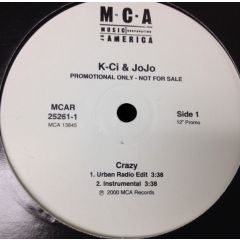 M·C·A
MUSIC CORPORATION
OF AMERICA
K-Ci & JoJo
PROMOTIONAL ONLY - NOT FOR SALE
MCAR
25261-1
MCA 13845
Side 1
12" Promo
Crazy
1. Urban Radio Edit 3:38
2. Instrumental 3:38
℗ 2000 MCA Records